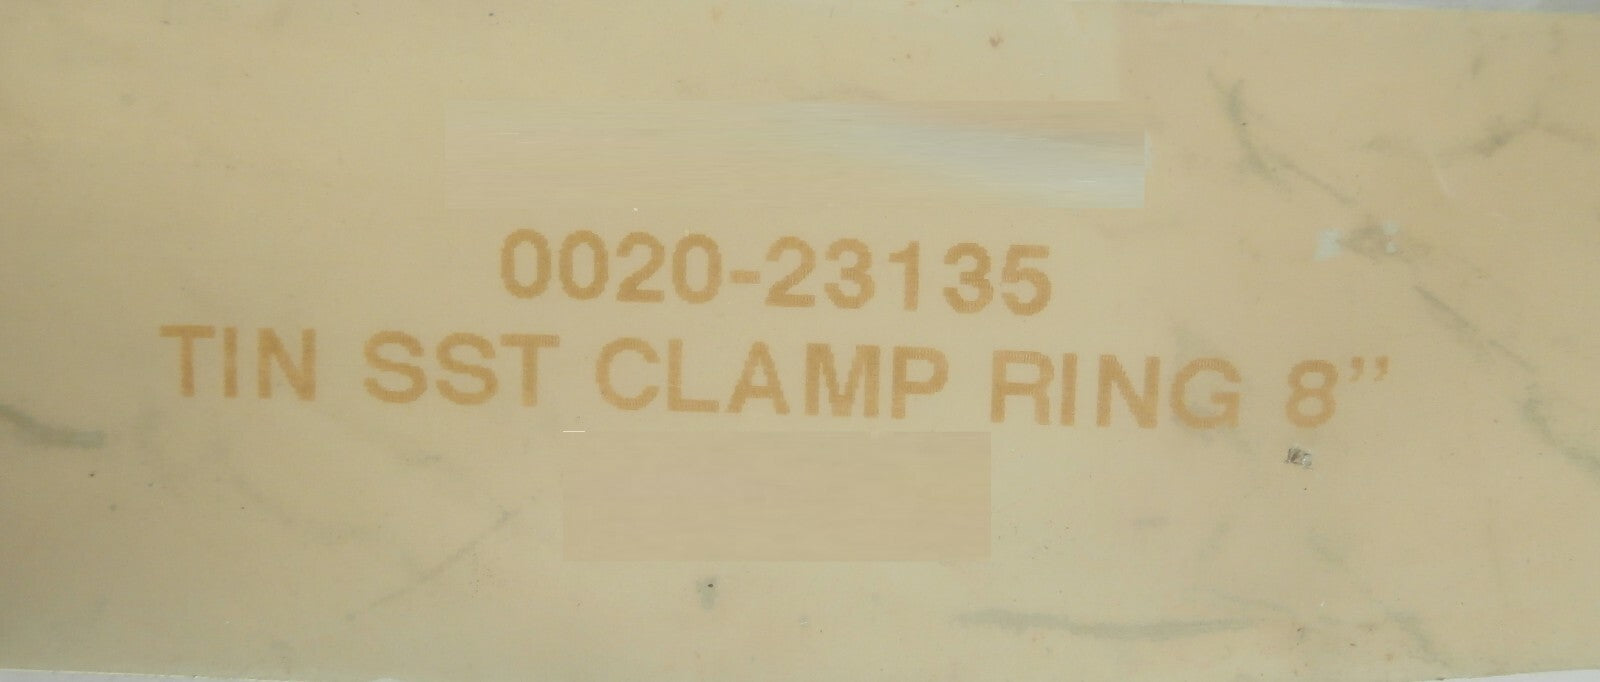 0020-23135
TIN SST CLAMP RING 8”